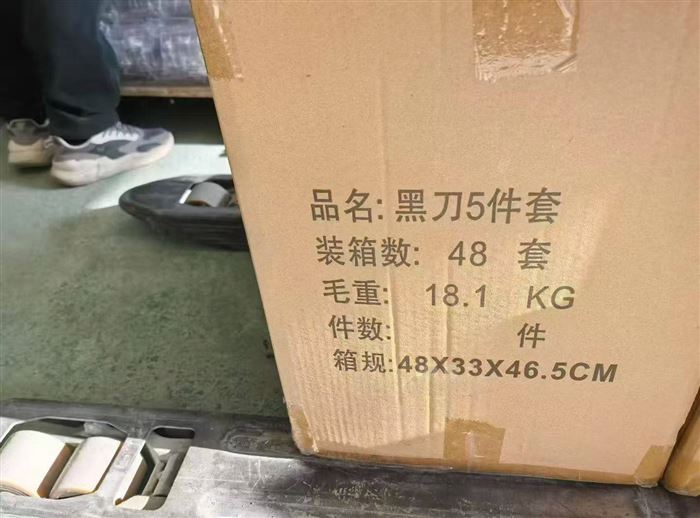 品名: 黑刀5件套
装箱数: 48 套
毛重: 18.1 KG
件数: 件
箱规:48X33X46.5CM